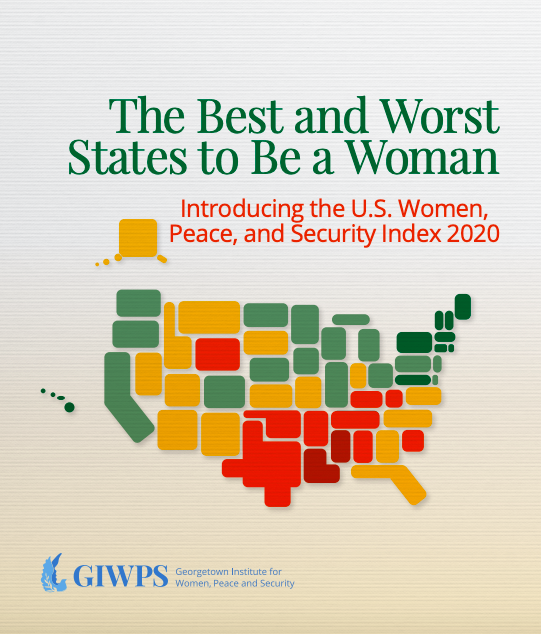 The Best and Worst
States to Be a Woman
Introducing the U.S. Women,
Peace, and Security Index 2020
GIWPS
Georgetown Institute for
Women, Peace and Security